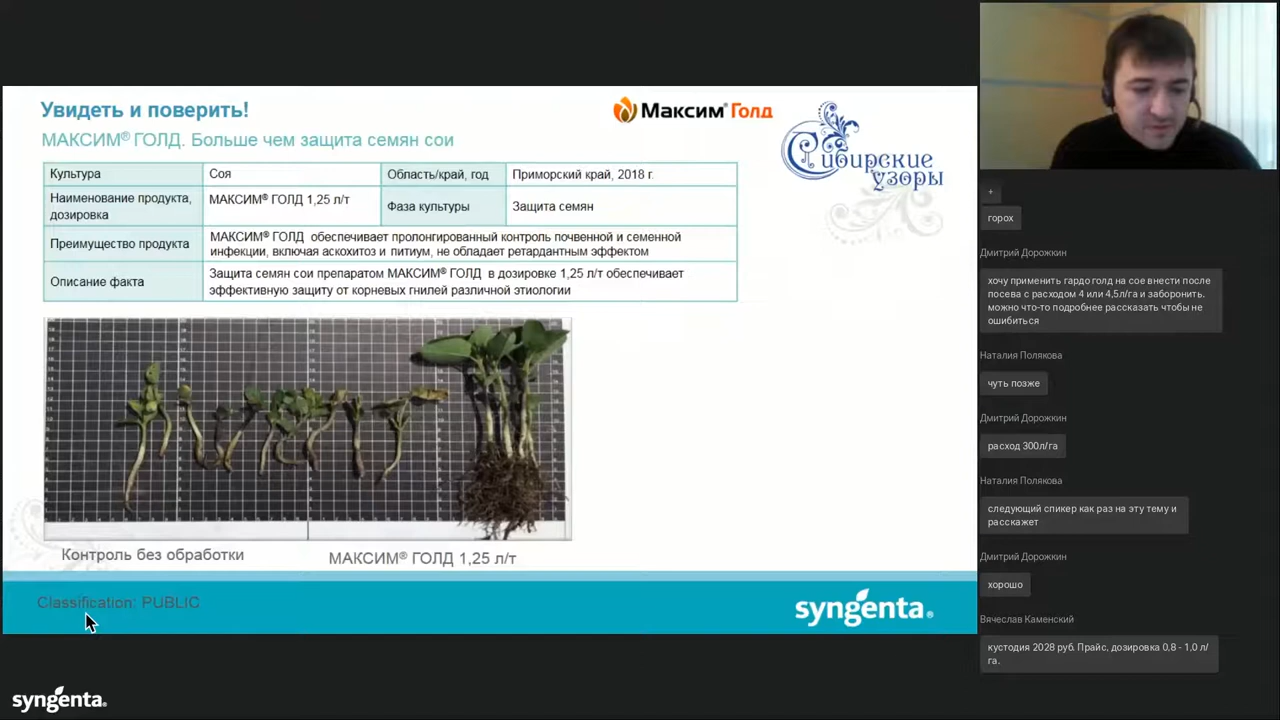 Увидеть и поверить!
МАКСИМ® ГОЛД. Больше чем защита семян сои
Максим® Голд
Сибирские
узоры
Культура
Соя
Область/край, год
Приморский край, 2018 г.
Наименование продукта,
дозировка
МАКСИМ® ГОЛД 1,25 л/т
Фаза культуры
Защита семян
Преимущество продукта
МАКСИМ® ГОЛД обеспечивает пролонгированный контроль почвенной и семенной
инфекции, включая аскохитоз и питиум, не обладает ретардантным эффектом
Описание факта
Защита семян сои препаратом МАКСИМ® ГОЛД в дозировке 1,25 л/т обеспечивает
эффективную защиту от корневых гнилей различной этиологии
Контроль без обработки
МАКСИМ® ГОЛД 1,25 л/т
Classification: PUBLIC
syngenta.
syngenta.
+
горох
Дмитрий Дорожкин
хочу применить гардо голд на сое внести после
посева с расходом 4 или 4,5л/га и заборонить.
можно что-то подробнее рассказать чтобы не
ошибиться
Наталия Полякова
чуть позже
Дмитрий Дорожкин
расход 300л/га
Наталия Полякова
следующий спикер как раз на эту тему и
расскажет
Дмитрий Дорожкин
хорошо
Вячеслав Каменский
кустодия 2028 руб. Прайс, дозировка 0,8 - 1,0 л/
га.